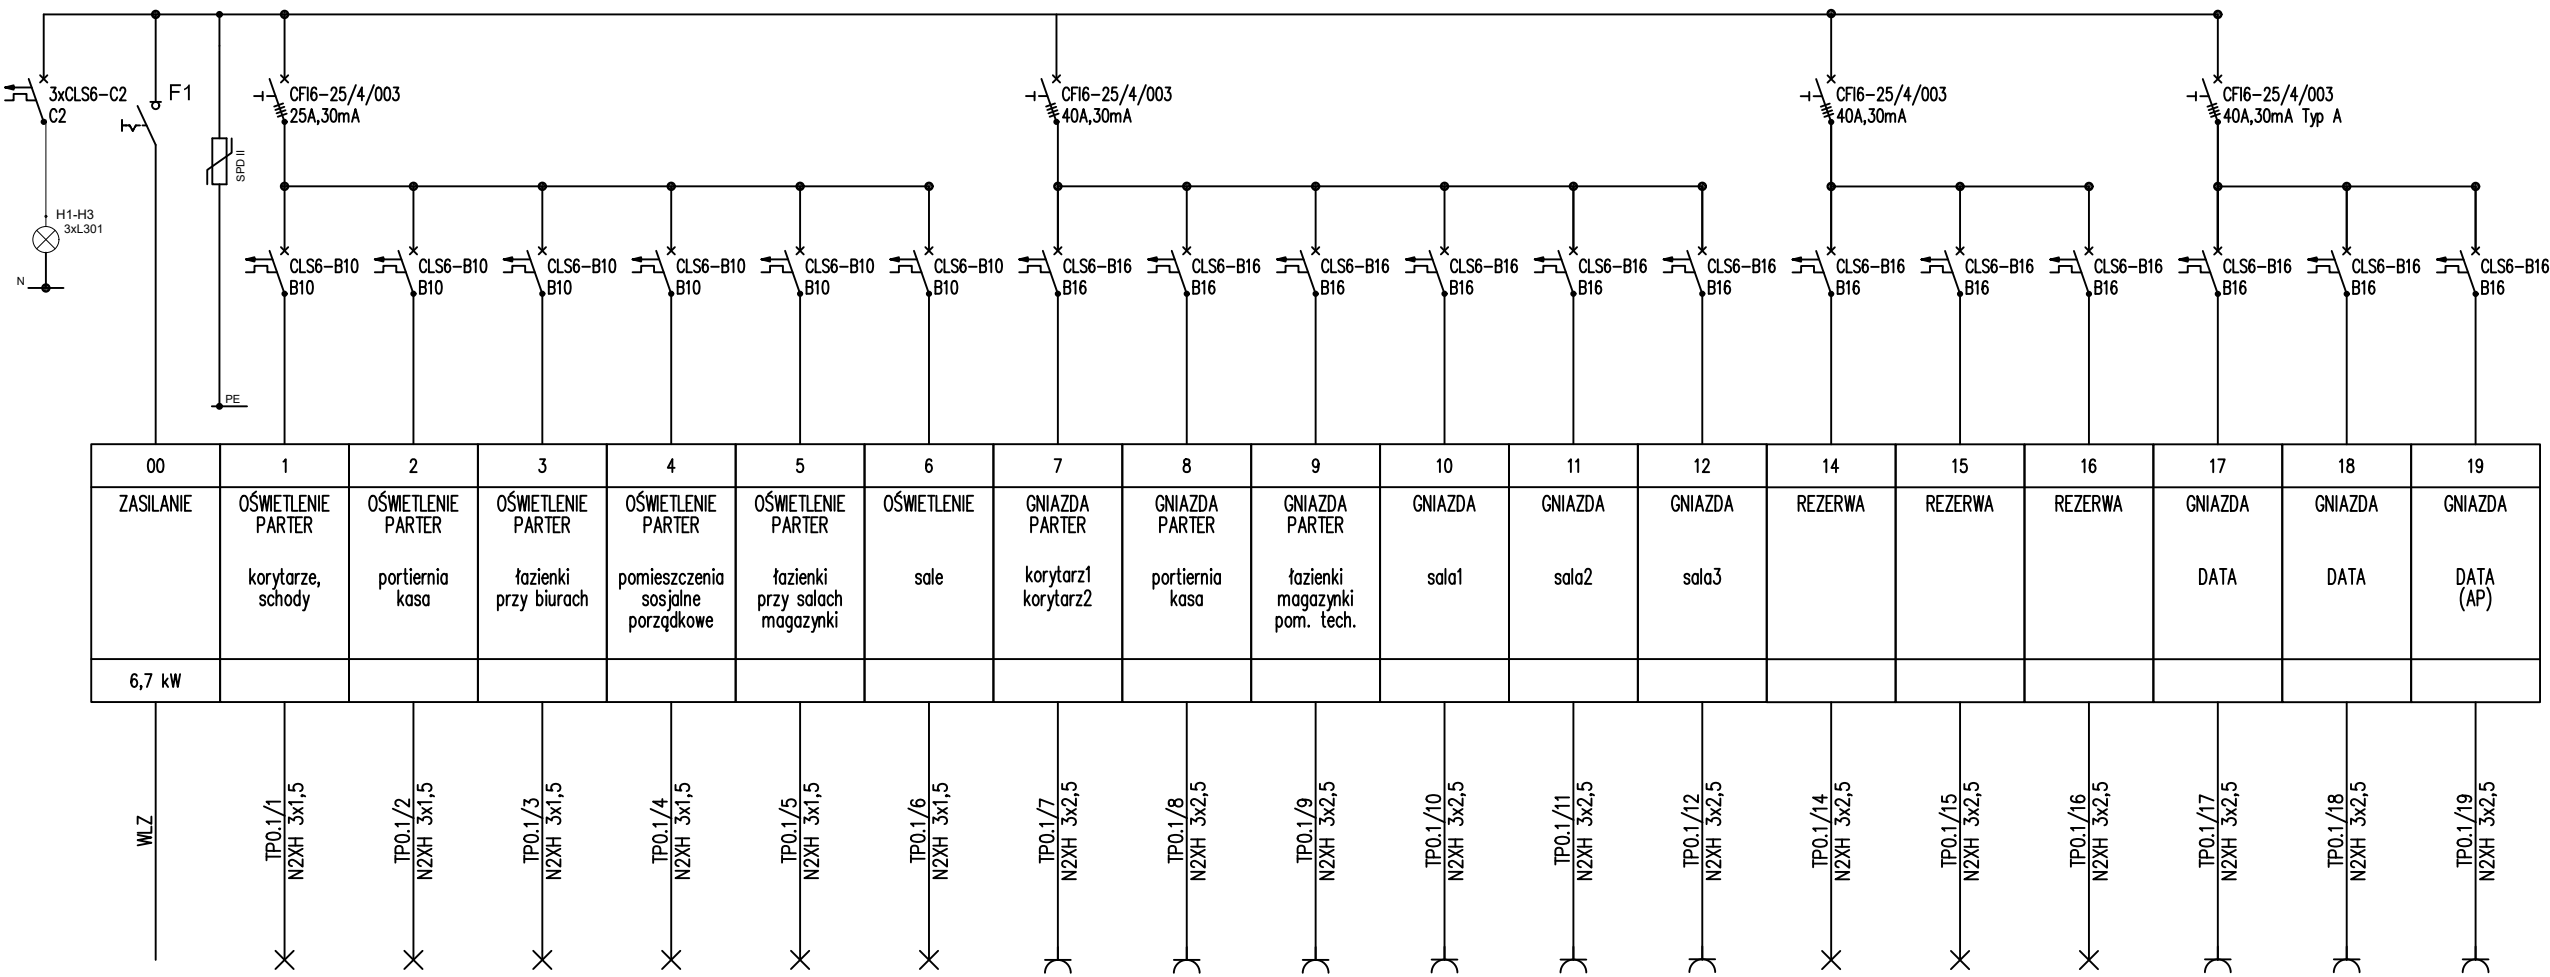 3xCLS6-C2
C2
F1
CFI6-25/4/003
25A,30mA
CFI6-25/4/003
40A,30mA
CFI6-25/4/003
40A,30mA
CFI6-25/4/003
40A,30mA Typ A
SPD II
H1-H3
3xL301
N
PE
CLS6-B10
B10
CLS6-B10
B10
CLS6-B10
B10
CLS6-B10
B10
CLS6-B10
B10
CLS6-B10
B10
CLS6-B16
B16
CLS6-B16
B16
CLS6-B16
B16
CLS6-B16
B16
CLS6-B16
B16
CLS6-B16
B16
CLS6-B16
B16
CLS6-B16
B16
CLS6-B16
B16
CLS6-B16
B16
CLS6-B16
B16
CLS6-B16
B16
00
ZASILANIE
6,7 kW
WLZ
1
OŚWIETLENIE
PARTER
korytarze,
schody
TP0.1/1
N2XH 3x1,5
2
OŚWIETLENIE
PARTER
portiernia
kasa
TP0.1/2
N2XH 3x1,5
3
OŚWIETLENIE
PARTER
łazienki
przy biurach
TP0.1/3
N2XH 3x1,5
4
OŚWIETLENIE
PARTER
pomieszczenia
sosjalne
porządkowe
TP0.1/4
N2XH 3x1,5
5
OŚWIETLENIE
PARTER
łazienki
przy salach
magazynki
TP0.1/5
N2XH 3x1,5
6
OŚWIETLENIE
sale
TP0.1/6
N2XH 3x1,5
7
GNIAZDA
PARTER
korytarz1
korytarz2
TP0.1/7
N2XH 3x2,5
8
GNIAZDA
PARTER
portiernia
kasa
TP0.1/8
N2XH 3x2,5
9
GNIAZDA
PARTER
łazienki
magazynki
pom. tech.
TP0.1/9
N2XH 3x2,5
10
GNIAZDA
sala1
TP0.1/10
N2XH 3x2,5
11
GNIAZDA
sala2
TP0.1/11
N2XH 3x2,5
12
GNIAZDA
sala3
TP0.1/12
N2XH 3x2,5
14
REZERWA
TP0.1/14
N2XH 3x2,5
15
REZERWA
TP0.1/15
N2XH 3x2,5
16
REZERWA
TP0.1/16
N2XH 3x2,5
17
GNIAZDA
DATA
TP0.1/17
N2XH 3x2,5
18
GNIAZDA
DATA
TP0.1/18
N2XH 3x2,5
19
GNIAZDA
DATA
(AP)
TP0.1/19
N2XH 3x2,5